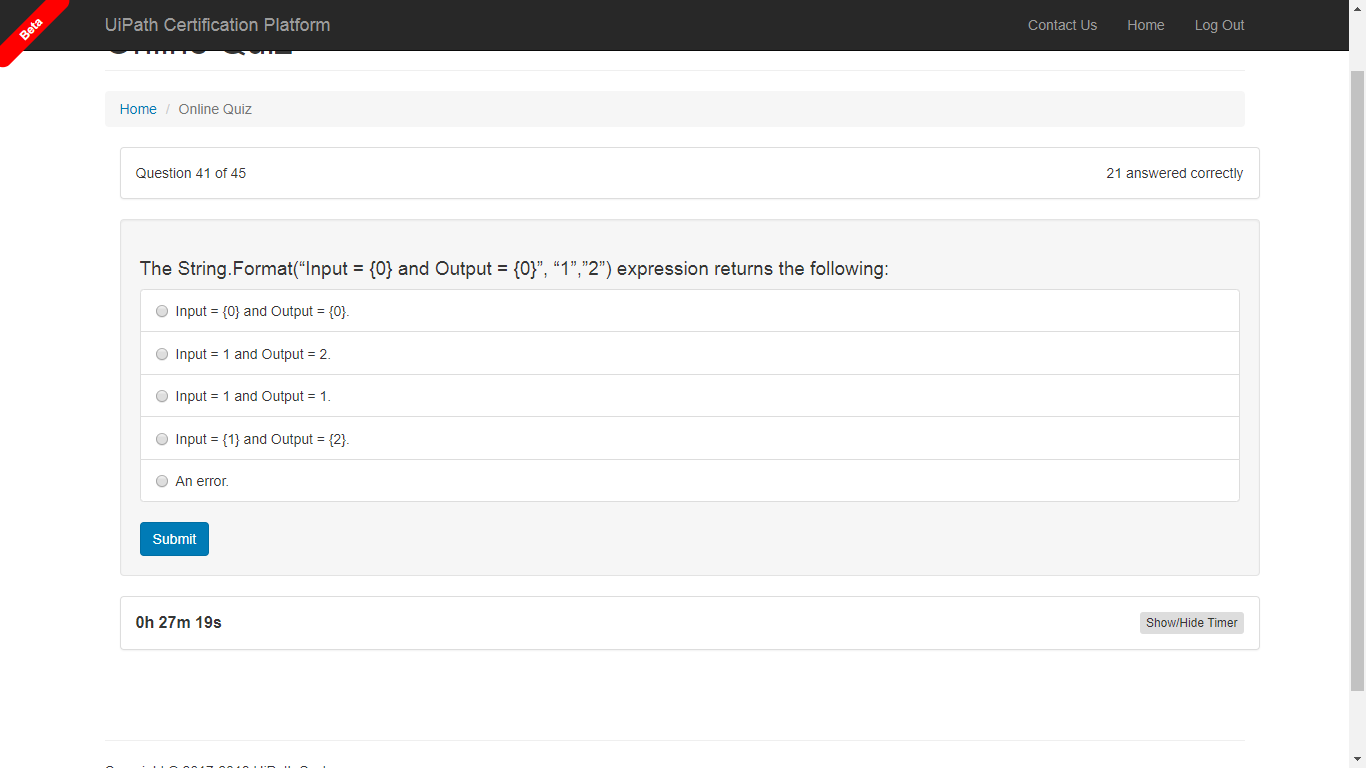 Beta
UiPath Certification Platform Contact Us Home Log Out
Online Quiz
Home / Online Quiz
Question 41 of 45 21 answered correctly
The String.Format(“Input = {0} and Output = {0}”, “1”,”2”) expression returns the following:
Input = {0} and Output = {0}.
Input = 1 and Output = 2.
Input = 1 and Output = 1.
Input = {1} and Output = {2}.
An error.
Submit
0h 27m 19s Show/Hide Timer